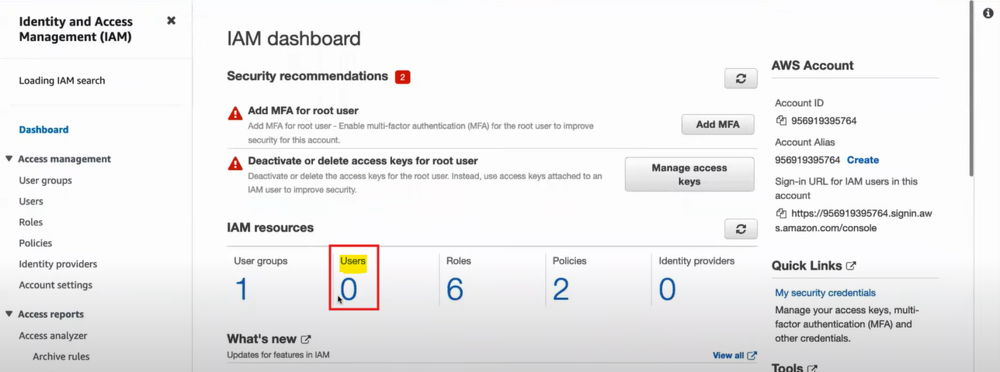 Identity and Access
Management (IAM)
Loading IAM search
Dashboard
Access management
User groups
Users
Roles
Policies
Identity providers
Account settings
Access reports
Access analyzer
Archive rules
IAM dashboard
Security recommendations 2
Add MFA for root user
Add MFA for root user - Enable multi-factor authentication (MFA) for the root user to improve
security for this account.
Add MFA
Deactivate or delete access keys for root user
Deactivate or delete the access keys for the root user. Instead, use access keys attached to an
IAM user to improve security.
Manage access
keys
IAM resources
User groups
1
Users
0
Roles
6
Policies
2
Identity providers
0
What's new
Updates for features in IAM
View all
AWS Account
Account ID
956919395764
Account Alias
956919395764 Create
Sign-in URL for IAM users in this
account
https://956919395764.signin.aw
s.amazon.com/console
Quick Links
My security credentials
Manage your access keys, multi-
factor authentication (MFA) and
other credentials.
Tools